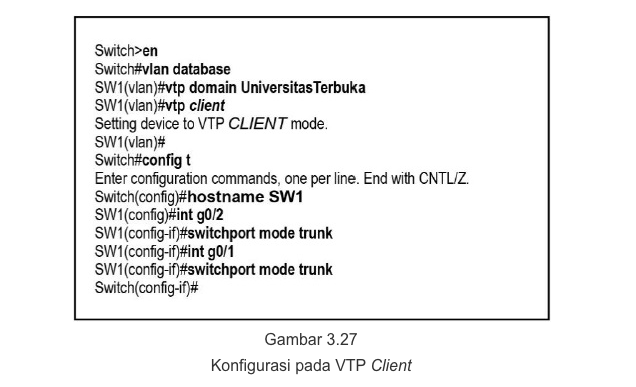 Switch>en
Switch#vlan database
SW1(vlan)#vtp domain UniversitasTerbuka
SW1(vlan)#vtp client
Setting device to VTP CLIENT mode.
SW1(vlan)#
Switch#config t
Enter configuration commands, one per line. End with CNTL/Z.
Switch(config)#hostname SW1
SW1(config)#int g0/2
SW1(config-if)#switchport mode trunk
SW1(config-if)#int g0/1
SW1(config-if)#switchport mode trunk
Switch(config-if)#
Gambar 3.27
Konfigurasi pada VTP Client